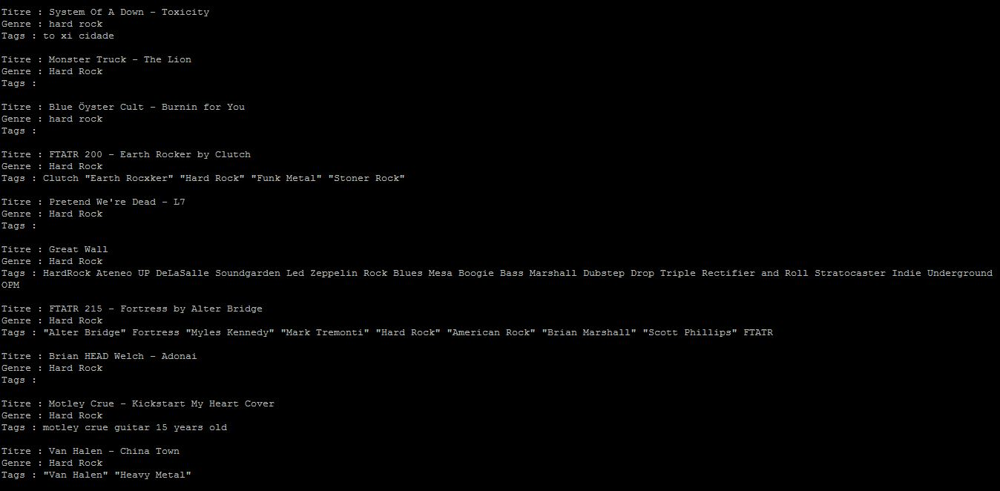 Titre : System Of A Down - Toxicity
Genre : hard rock
Tags : to xi cidade
Titre : Monster Truck - The Lion
Genre : Hard Rock
Tags :
Titre : Blue Öyster Cult - Burnin for You
Genre : hard rock
Tags :
Titre : FTATR 200 - Earth Rocker by Clutch
Genre : Hard Rock
Tags : Clutch "Earth Rocxker" "Hard Rock" "Funk Metal" "Stoner Rock"
Titre : Pretend We're Dead - L7
Genre : Hard Rock
Tags :
Titre : Great Wall
Genre : Hard Rock
Tags : HardRock Ateneo UP DeLaSalle Soundgarden Led Zeppelin Rock Blues Mesa Boogie Bass Marshall Dubstep Drop Triple Rectifier and Roll Stratocaster Indie Underground
OPM
Titre : FTATR 215 - Fortress by Alter Bridge
Genre : Hard Rock
Tags : "Alter Bridge" Fortress "Myles Kennedy" "Mark Tremonti" "Hard Rock" "American Rock" "Brian Marshall" "Scott Phillips" FTATR
Titre : Brian HEAD Welch - Adonai
Genre : Hard Rock
Tags :
Titre : Motley Crue - Kickstart My Heart Cover
Genre : Hard Rock
Tags : motley crue guitar 15 years old
Titre : Van Halen - China Town
Genre : Hard Rock
Tags : "Van Halen" "Heavy Metal"